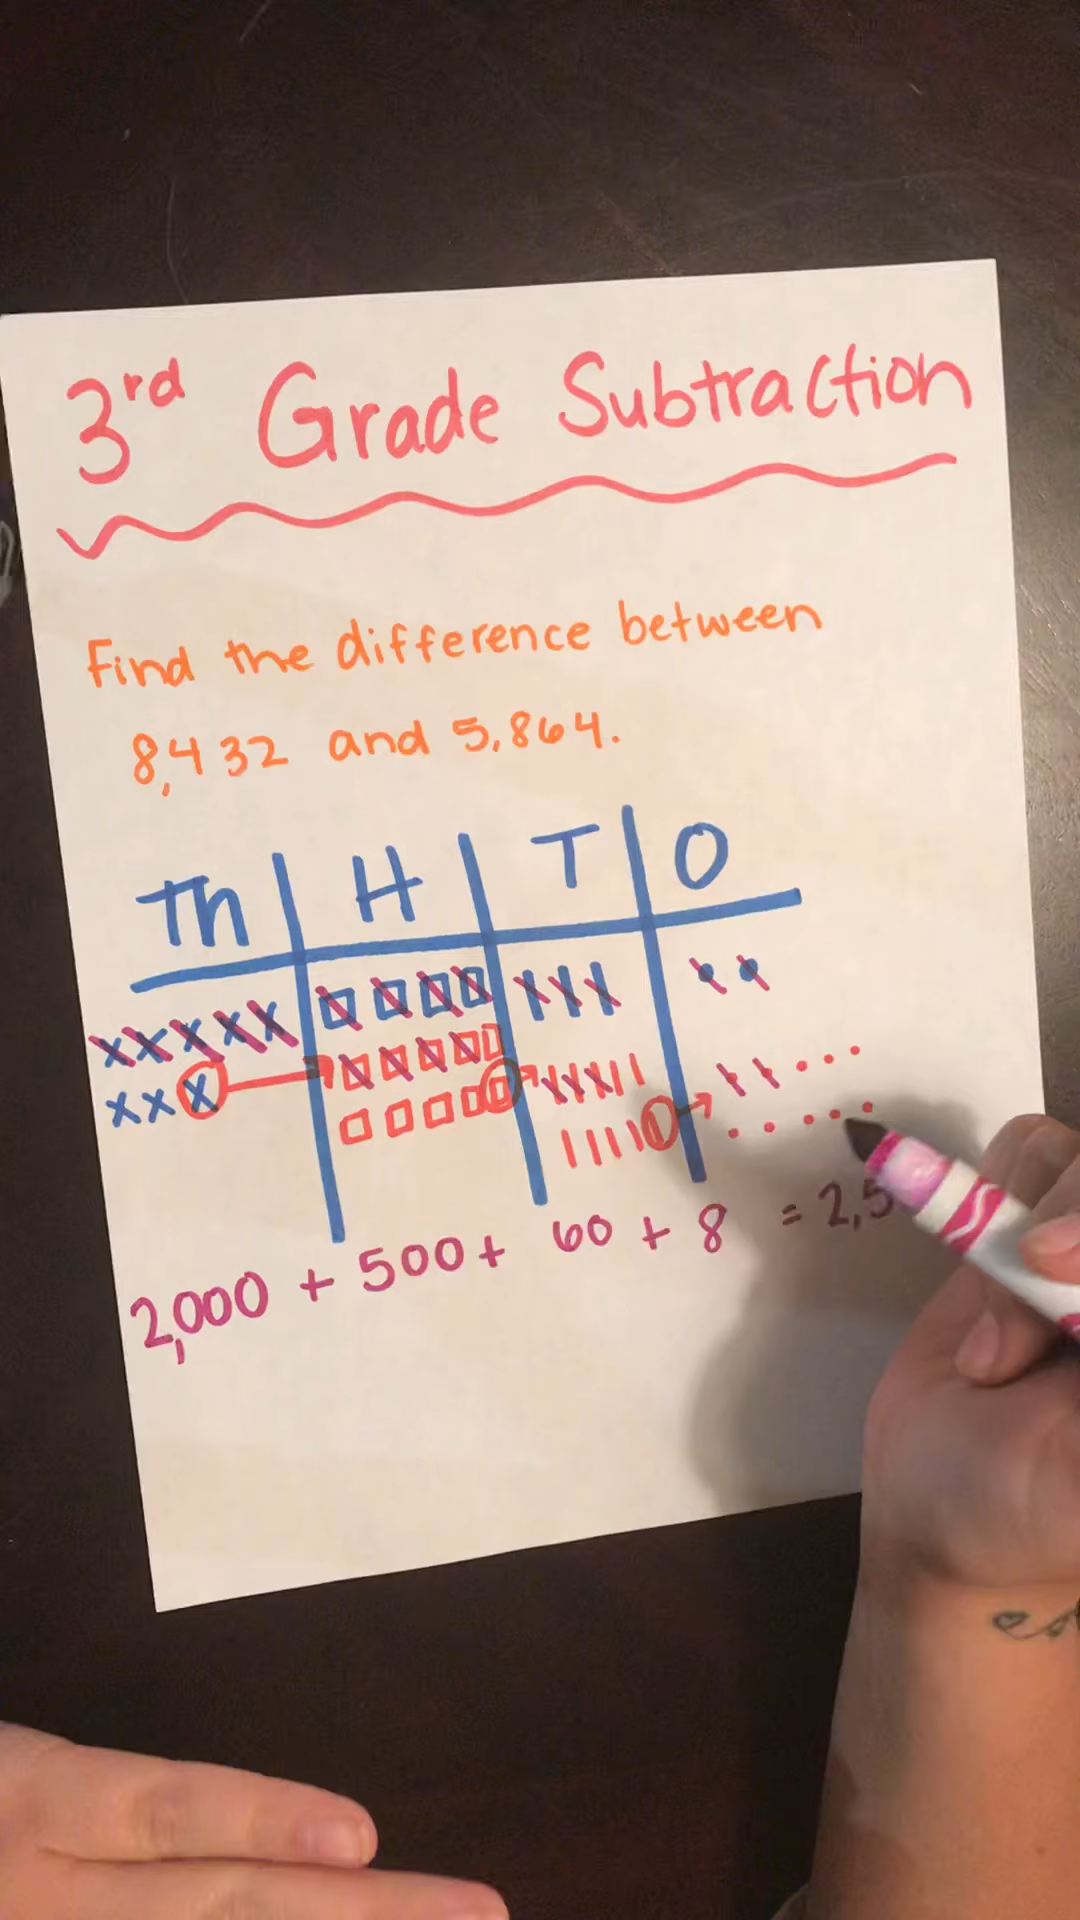 3rd Grade Subtraction
Find the difference between
8,432 and 5,864.
Th H T O
2,000 + 500 + 60 + 8 = 2,5